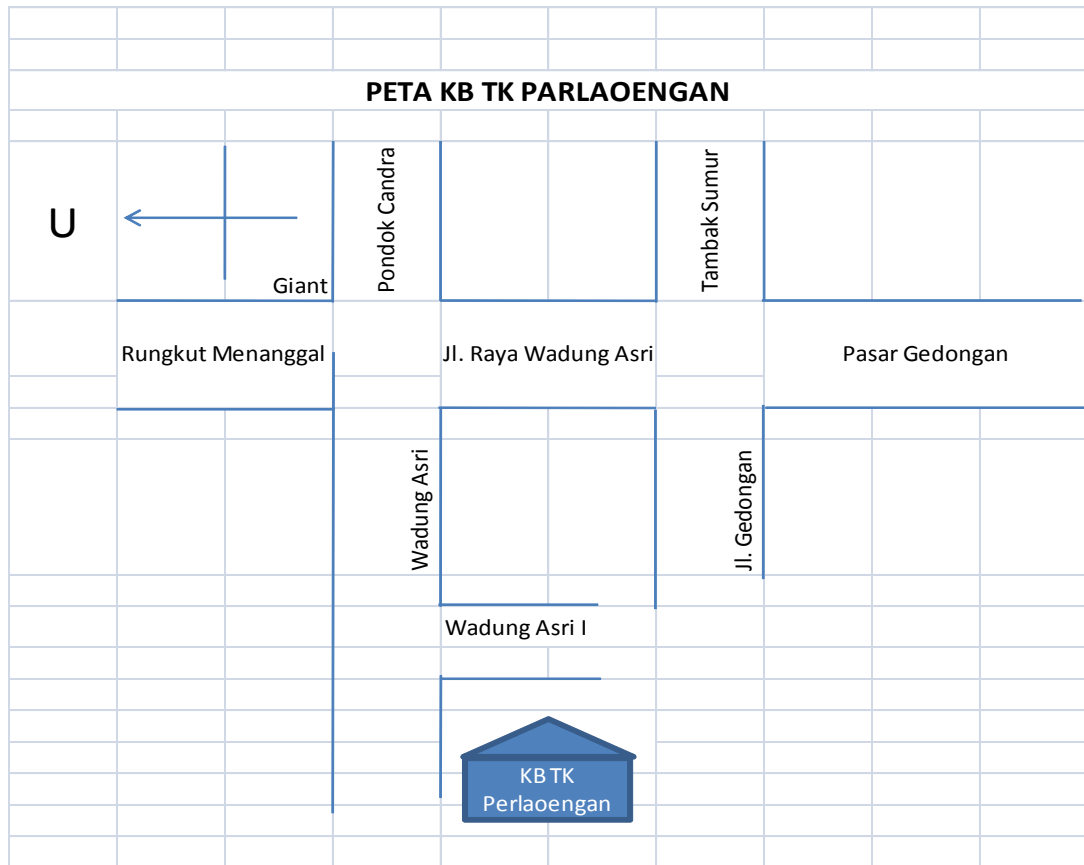 PETA KB TK PARLAOENGAN
U
Pondok Candra
Tambak Sumur
Giant
Rungkut Menanggal
Jl. Raya Wadung Asri
Pasar Gedongan
Wadung Asri
Jl. Gedongan
Wadung Asri I
KB TK
Perlaoengan